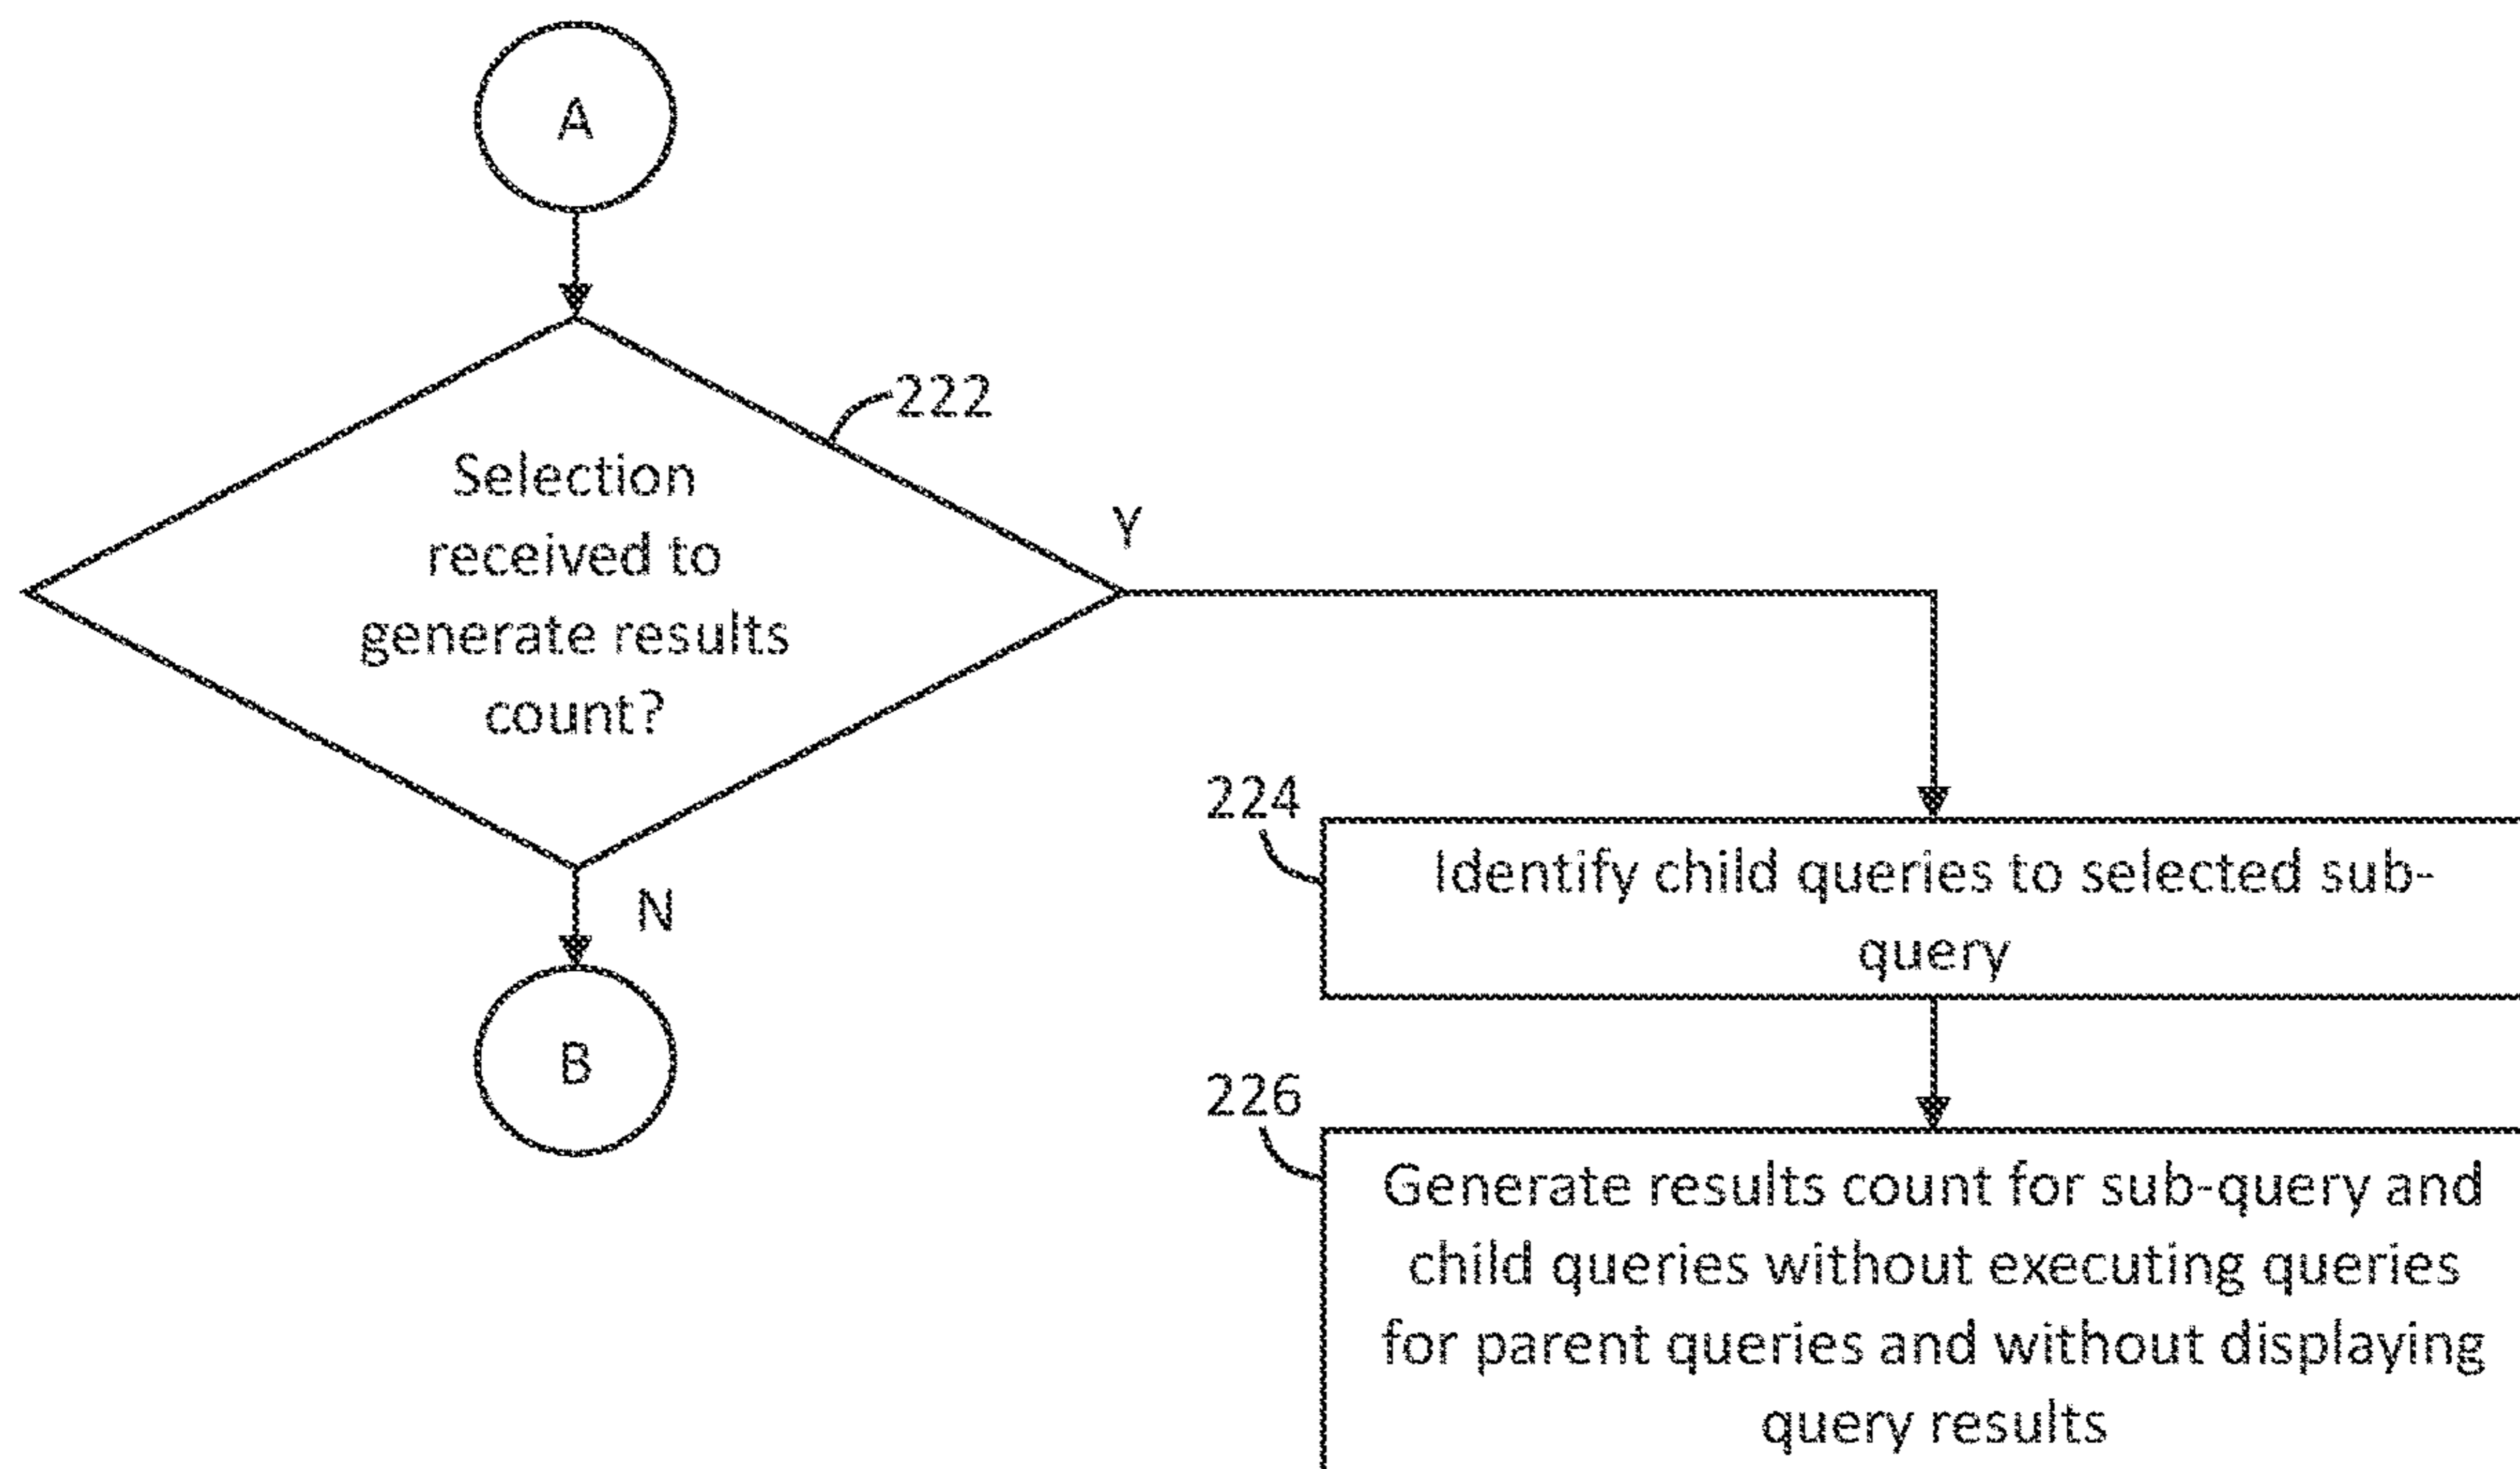 A
222
Selection
received to
generate results
count?
Y
N
B
224
Identify child queries to selected sub-
query
226
Generate results count for sub-query and
child queries without executing queries
for parent queries and without displaying
query results